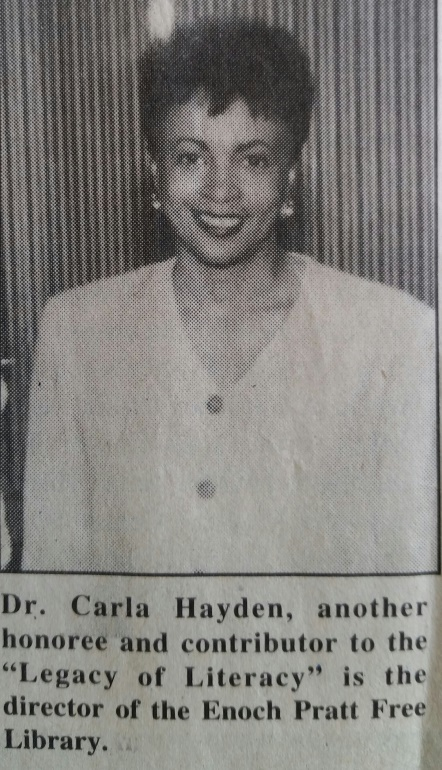 Dr. Carla Hayden, another
honoree and contributor to the
“Legacy of Literacy” is the
director of the Enoch Pratt Free
Library.